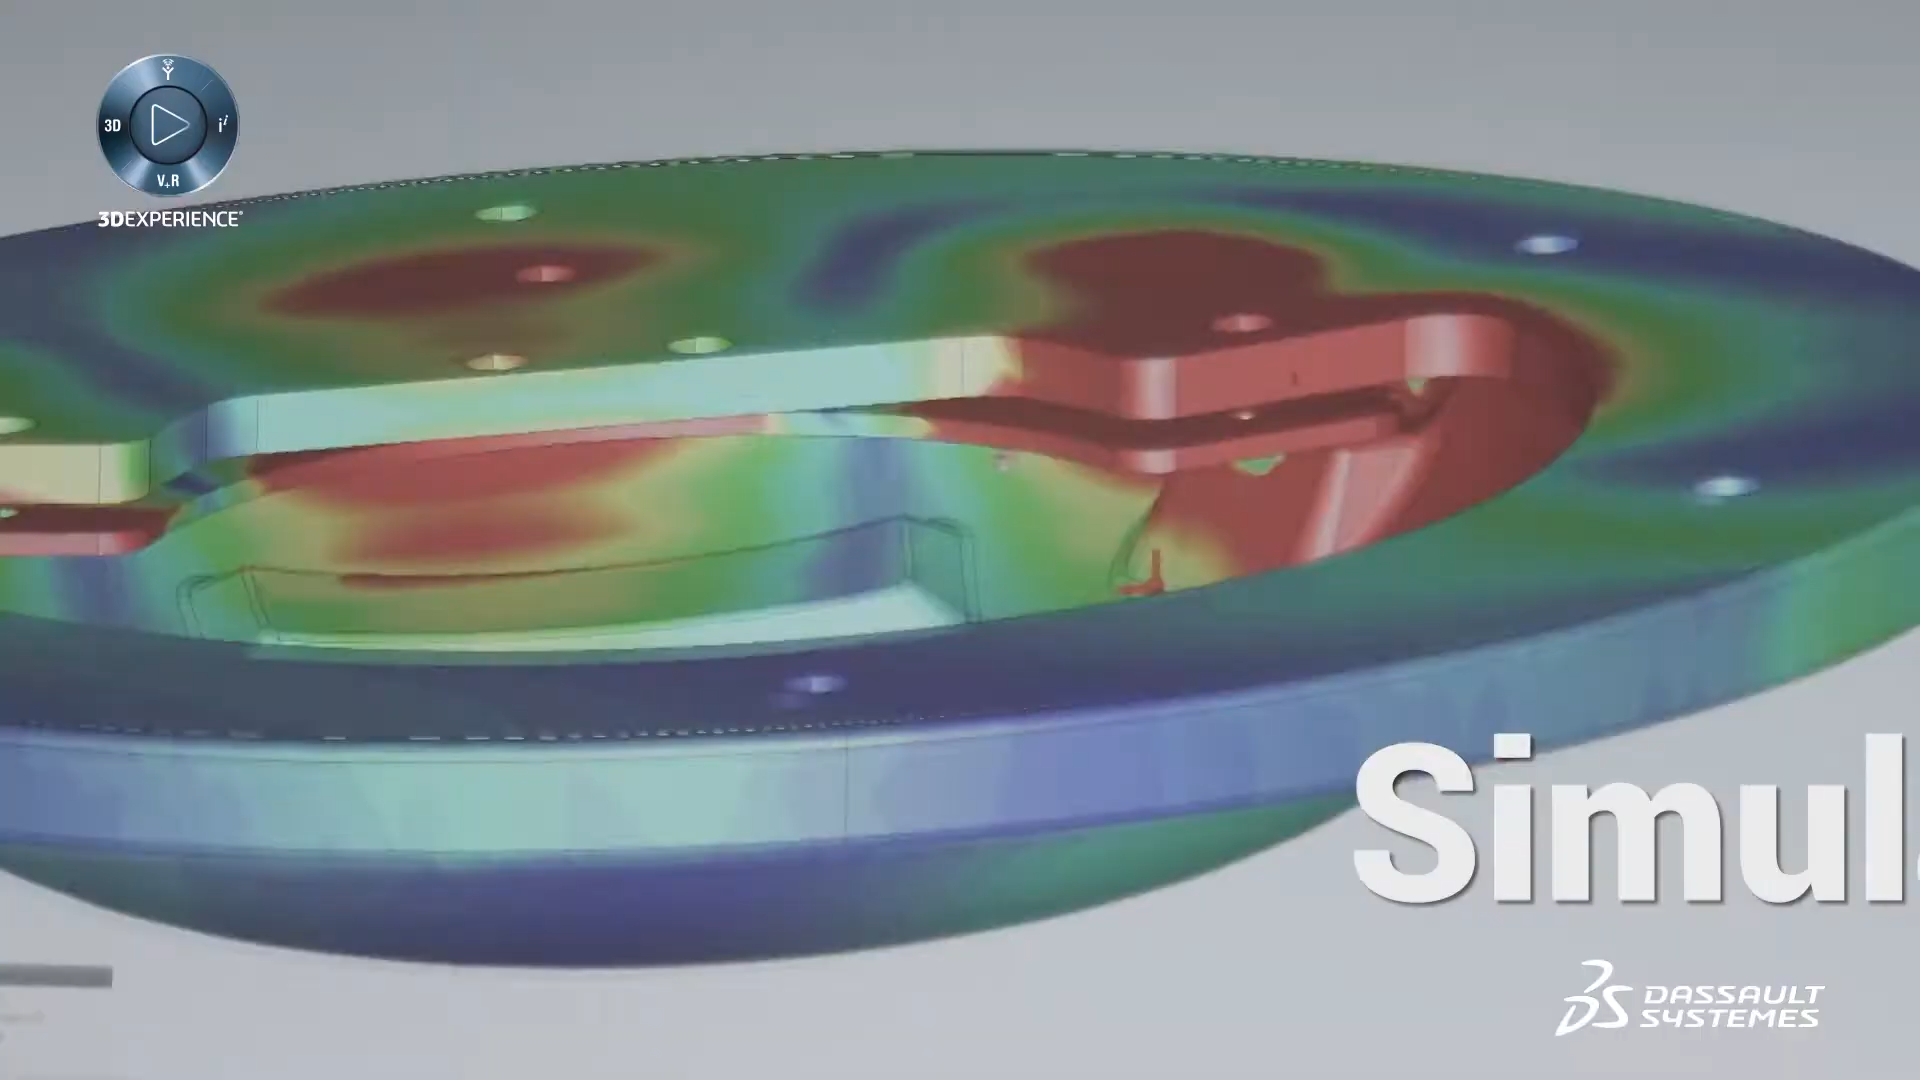 3D
V+R
3DEXPERIENCE
Simul
DASSAULT
SYSTEMES